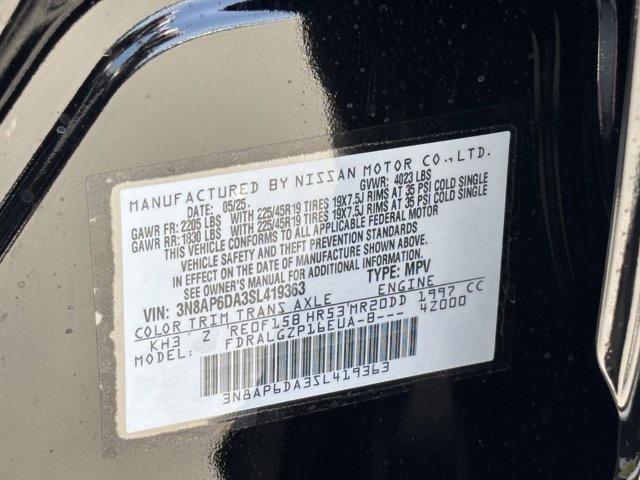 MANUFACTURED BY NISSAN MOTOR CO.,LTD.
DATE: 05/25 GVWR: 4023 LBS
GAWR FR: 2205 LBS WITH 225/45R19 TIRES 19X7.5J RIMS AT 35 PSI COLD SINGLE
GAWR RR: 1830 LBS WITH 225/45R19 TIRES 19X7.5J RIMS AT 35 PSI COLD SINGLE
THIS VEHICLE CONFORMS TO ALL APPLICABLE FEDERAL MOTOR
VEHICLE SAFETY AND THEFT PREVENTION STANDARDS
IN EFFECT ON THE DATE OF MANUFACTURE SHOWN ABOVE.
SEE OWNER'S MANUAL FOR ADDITIONAL INFORMATION.
VIN: 3N8AP6DA3SL419363 TYPE: MPV
COLOR TRIM TRANS AXLE ENGINE
KH3 Z RE0F15B HR53 MR20DD 1997 CC
MODEL: FDRALGZP16EUA-B--- 42000
3N8AP6DA3SL419363